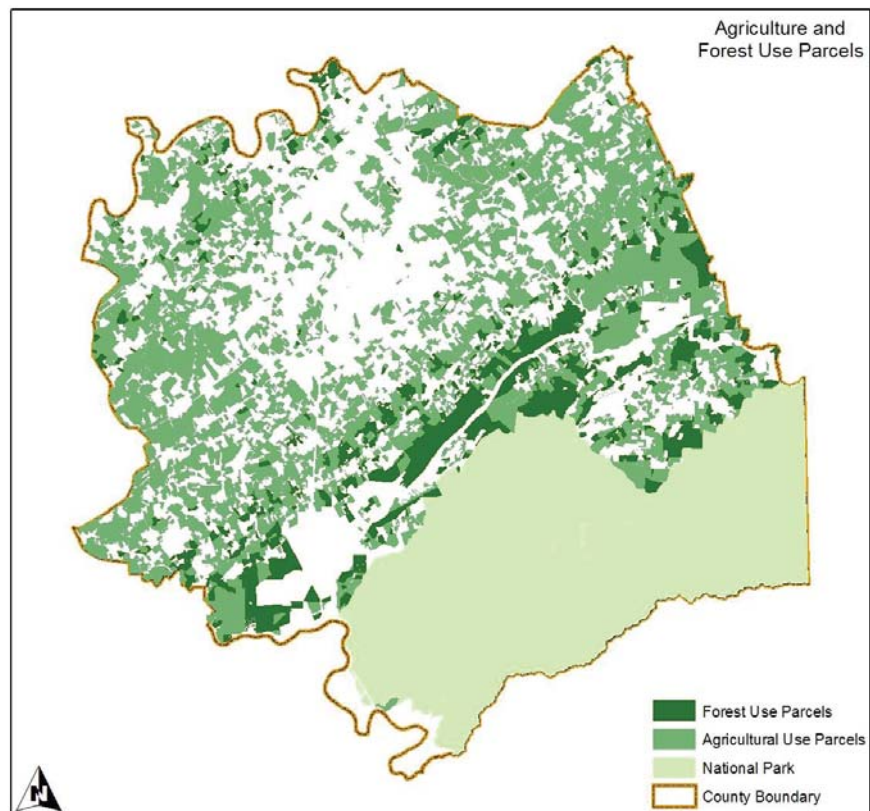 Agriculture and
Forest Use Parcels
Forest Use Parcels
Agricultural Use Parcels
National Park
County Boundary
N